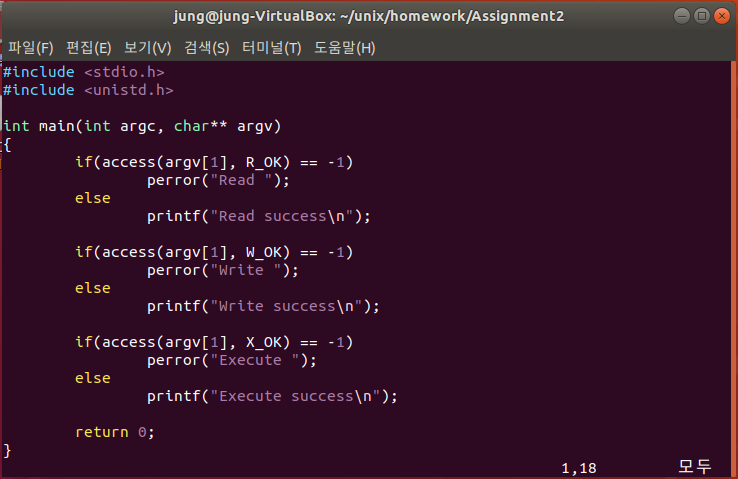 jung@jung-VirtualBox: ~/unix/homework/Assignment2
파일(F) 편집(E) 보기(V) 검색(S) 터미널(T) 도움말(H)
#include <stdio.h>
#include <unistd.h>

int main(int argc, char** argv)
{
        if(access(argv[1], R_OK) == -1)
                perror("Read ");
        else
                printf("Read success\n");

        if(access(argv[1], W_OK) == -1)
                perror("Write ");
        else
                printf("Write success\n");

        if(access(argv[1], X_OK) == -1)
                perror("Execute ");
        else
                printf("Execute success\n");

        return 0;
}
1,18 모두